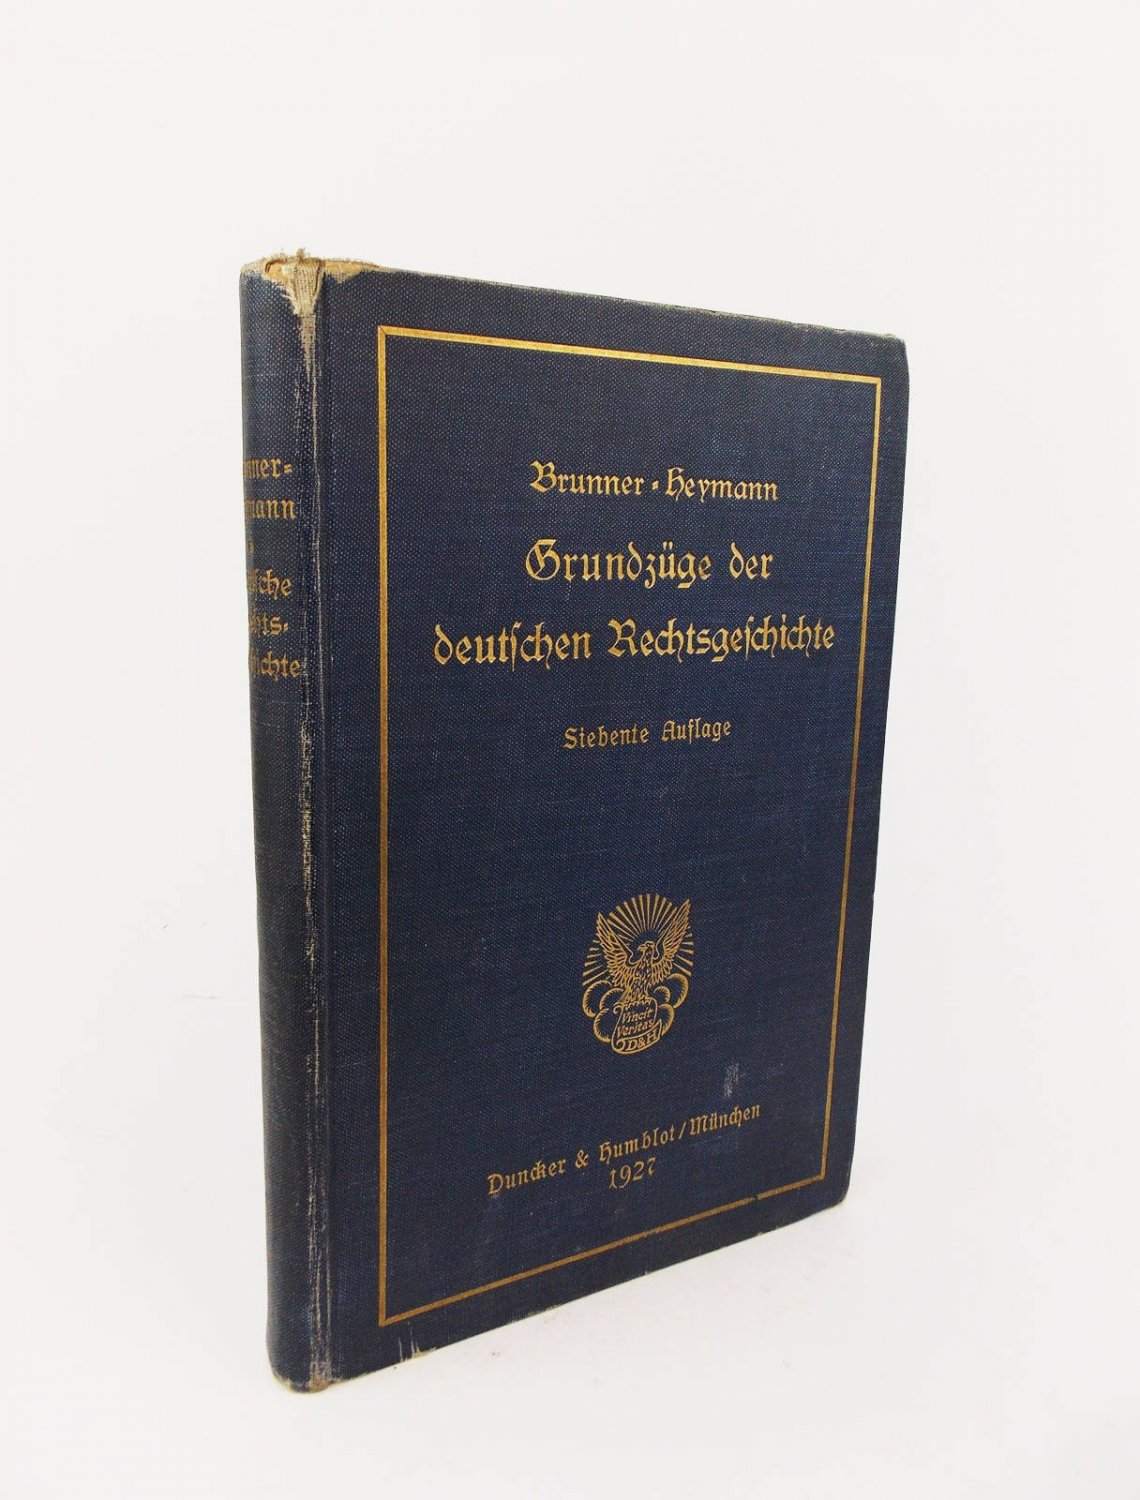 Brunner-Heymann
Grundzüge der
deutschen Rechtsgeschichte
Siebente Auflage
Vincit
Veritas
D&H
Duncker & Humblot/München
1927